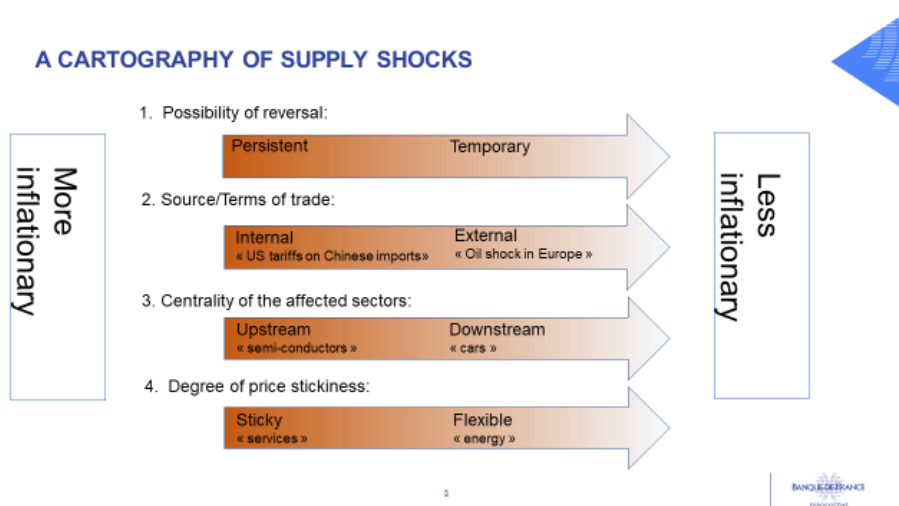 A CARTOGRAPHY OF SUPPLY SHOCKS
More
inflationary
1. Possibility of reversal:
Persistent Temporary
2. Source/Terms of trade:
Internal External
« US tariffs on Chinese imports» « Oil shock in Europe »
3. Centrality of the affected sectors:
Upstream Downstream
« semi-conductors » « cars »
4. Degree of price stickiness:
Sticky Flexible
« services » « energy »
Less
inflationary
5
BANQUE DE FRANCE
EUROSYSTÈME